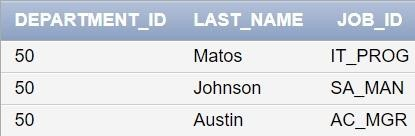 DEPARTMENT_ID LAST_NAME JOB_ID
50 Matos IT_PROG
50 Johnson SA_MAN
50 Austin AC_MGR